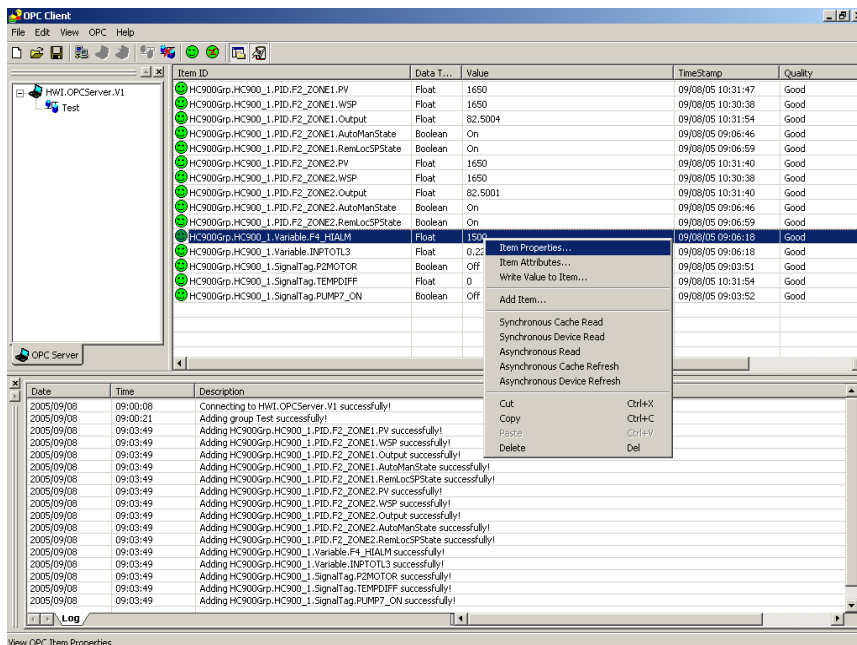 OPC Client
File Edit View OPC Help
Item ID Data T... Value TimeStamp Quality
HWI.OPCServer.V1
Test
HC900Grp.HC900_1.PID.F2_ZONE1.PV Float 1650 09/08/05 10:31:47 Good
HC900Grp.HC900_1.PID.F2_ZONE1.WSP Float 1650 09/08/05 10:30:38 Good
HC900Grp.HC900_1.PID.F2_ZONE1.Output Float 82.5004 09/08/05 10:31:54 Good
HC900Grp.HC900_1.PID.F2_ZONE1.AutoManState Boolean On 09/08/05 09:06:46 Good
HC900Grp.HC900_1.PID.F2_ZONE1.RemLocSPState Boolean On 09/08/05 09:06:59 Good
HC900Grp.HC900_1.PID.F2_ZONE2.PV Float 1650 09/08/05 10:31:40 Good
HC900Grp.HC900_1.PID.F2_ZONE2.WSP Float 1650 09/08/05 10:30:38 Good
HC900Grp.HC900_1.PID.F2_ZONE2.Output Float 82.5001 09/08/05 10:31:40 Good
HC900Grp.HC900_1.PID.F2_ZONE2.AutoManState Boolean On 09/08/05 09:06:46 Good
HC900Grp.HC900_1.PID.F2_ZONE2.RemLocSPState Boolean On 09/08/05 09:06:59 Good
HC900Grp.HC900_1.Variable.F4_HIALM Float 1500 09/08/05 09:06:18 Good
HC900Grp.HC900_1.Variable.INPTOTL3 Float 0.22 09/08/05 09:06:18 Good
HC900Grp.HC900_1.SignalTag.P2MOTOR Boolean Off 09/08/05 09:03:51 Good
HC900Grp.HC900_1.SignalTag.TEMPDIFF Float 0 09/08/05 10:31:54 Good
HC900Grp.HC900_1.SignalTag.PUMP7_ON Boolean Off 09/08/05 09:03:52 Good
Item Properties...
Item Attributes...
Write Value to Item...
Add Item...
Synchronous Cache Read
Synchronous Device Read
Asynchronous Read
Asynchronous Cache Refresh
Asynchronous Device Refresh
Cut Ctrl+X
Copy Ctrl+C
Paste Ctrl+V
Delete Del
OPC Server
Date Time Description
2005/09/08 09:00:08 Connecting to HWI.OPCServer.V1 successfully!
2005/09/08 09:00:21 Adding group Test successfully!
2005/09/08 09:03:49 Adding HC900Grp.HC900_1.PID.F2_ZONE1.PV successfully!
2005/09/08 09:03:49 Adding HC900Grp.HC900_1.PID.F2_ZONE1.WSP successfully!
2005/09/08 09:03:49 Adding HC900Grp.HC900_1.PID.F2_ZONE1.Output successfully!
2005/09/08 09:03:49 Adding HC900Grp.HC900_1.PID.F2_ZONE1.AutoManState successfully!
2005/09/08 09:03:49 Adding HC900Grp.HC900_1.PID.F2_ZONE1.RemLocSPState successfully!
2005/09/08 09:03:49 Adding HC900Grp.HC900_1.PID.F2_ZONE2.PV successfully!
2005/09/08 09:03:49 Adding HC900Grp.HC900_1.PID.F2_ZONE2.WSP successfully!
2005/09/08 09:03:49 Adding HC900Grp.HC900_1.PID.F2_ZONE2.Output successfully!
2005/09/08 09:03:49 Adding HC900Grp.HC900_1.PID.F2_ZONE2.AutoManState successfully!
2005/09/08 09:03:49 Adding HC900Grp.HC900_1.PID.F2_ZONE2.RemLocSPState successfully!
2005/09/08 09:03:49 Adding HC900Grp.HC900_1.Variable.F4_HIALM successfully!
2005/09/08 09:03:49 Adding HC900Grp.HC900_1.Variable.INPTOTL3 successfully!
2005/09/08 09:03:49 Adding HC900Grp.HC900_1.SignalTag.P2MOTOR successfully!
2005/09/08 09:03:49 Adding HC900Grp.HC900_1.SignalTag.TEMPDIFF successfully!
2005/09/08 09:03:49 Adding HC900Grp.HC900_1.SignalTag.PUMP7_ON successfully!
Log
View OPC Item Properties